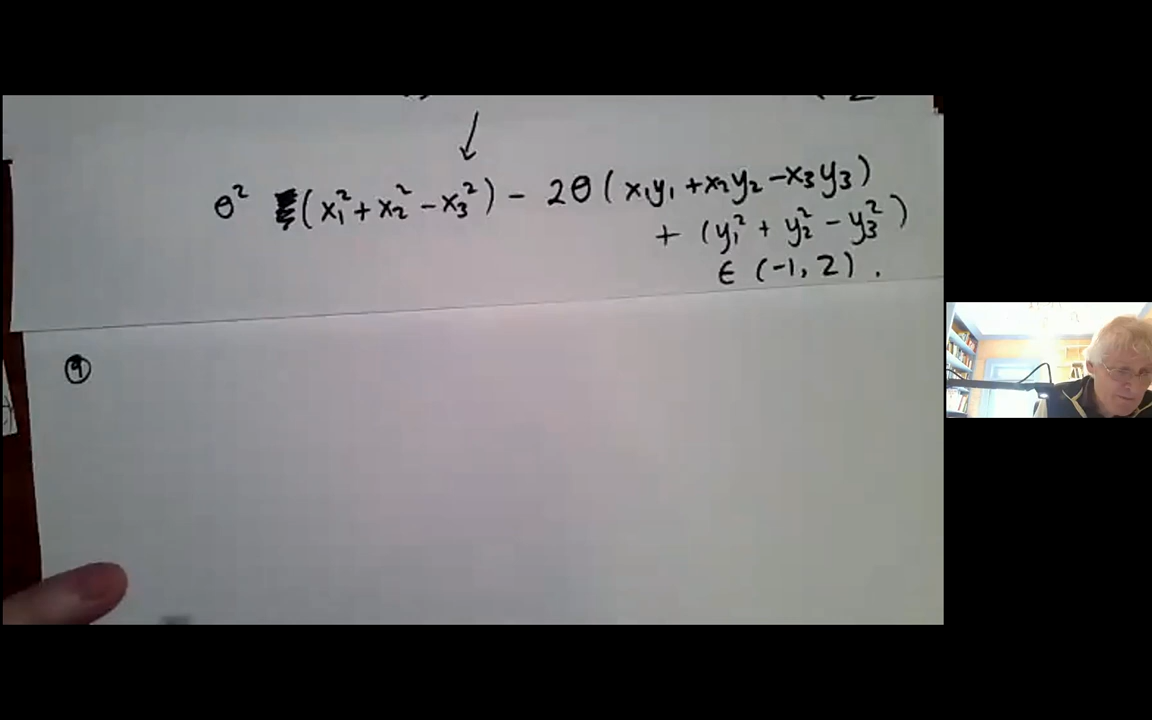 θ² (x₁² + x₂² − x₃²) − 2θ (x₁y₁ + x₂y₂ − x₃y₃)
+ (y₁² + y₂² − y₃²)
∈ (−1, 2).
⑨